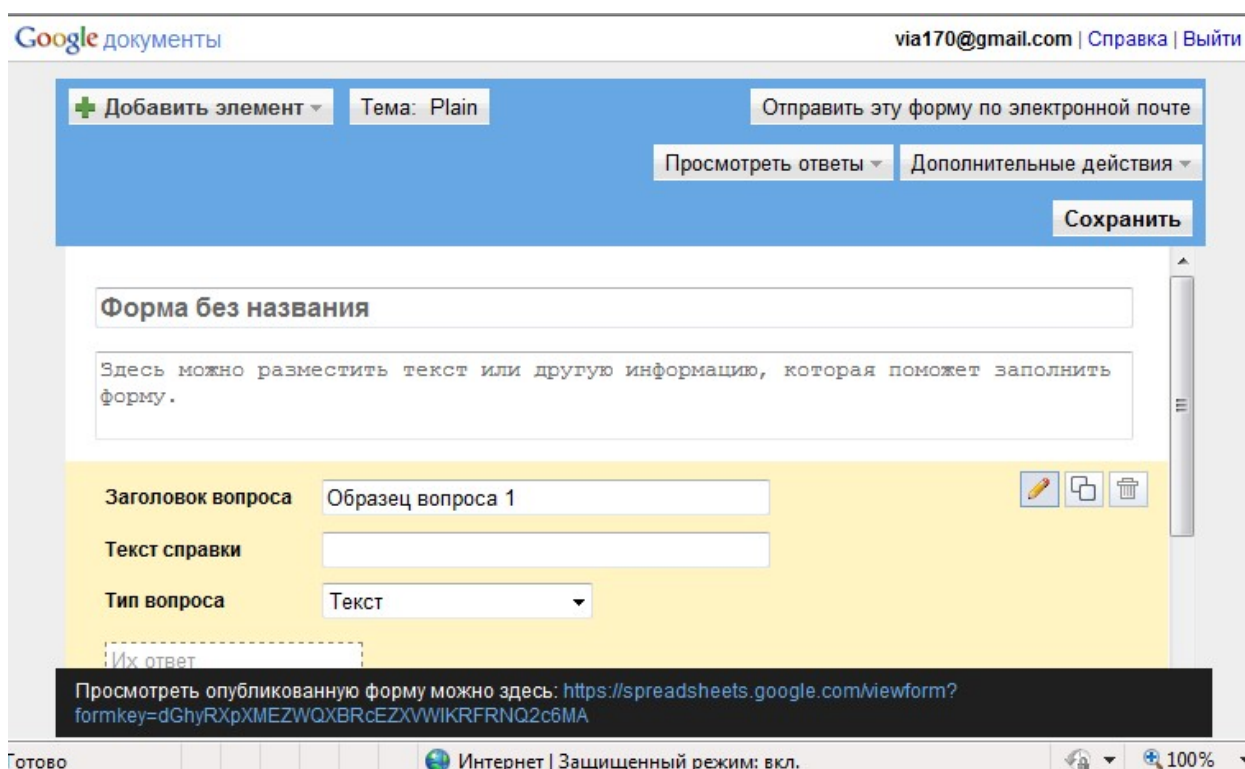 Google документы via170@gmail.com | Справка | Выйти
Добавить элемент Тема: Plain Отправить эту форму по электронной почте
Просмотреть ответы Дополнительные действия
Сохранить
Форма без названия
Здесь можно разместить текст или другую информацию, которая поможет заполнить
форму.
Заголовок вопроса Образец вопроса 1
Текст справки
Тип вопроса Текст
Их ответ
Просмотреть опубликованную форму можно здесь: https://spreadsheets.google.com/viewform?
formkey=dGhyRXpXMEZWQXBRcEZXVWlKRFRNQ2c6MA
Готово Интернет | Защищенный режим: вкл. 100%